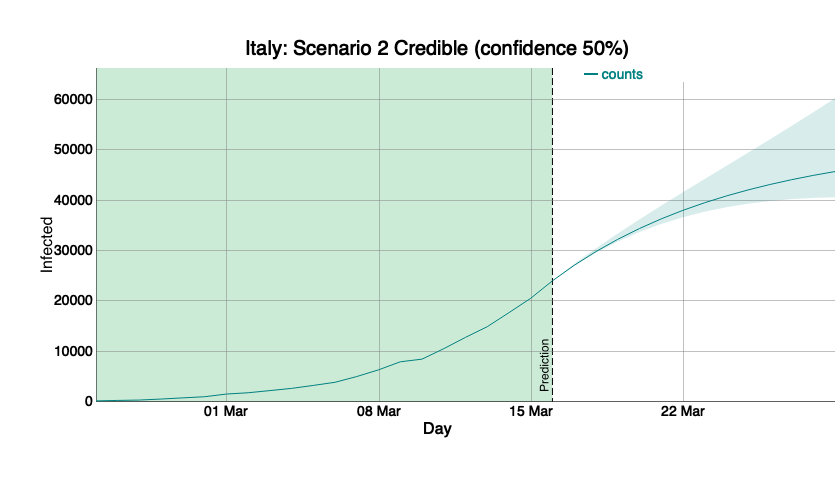 Italy: Scenario 2 Credible (confidence 50%)
counts
60000
50000
40000
30000
20000
10000
0
Infected
Prediction
01 Mar
08 Mar
15 Mar
22 Mar
Day